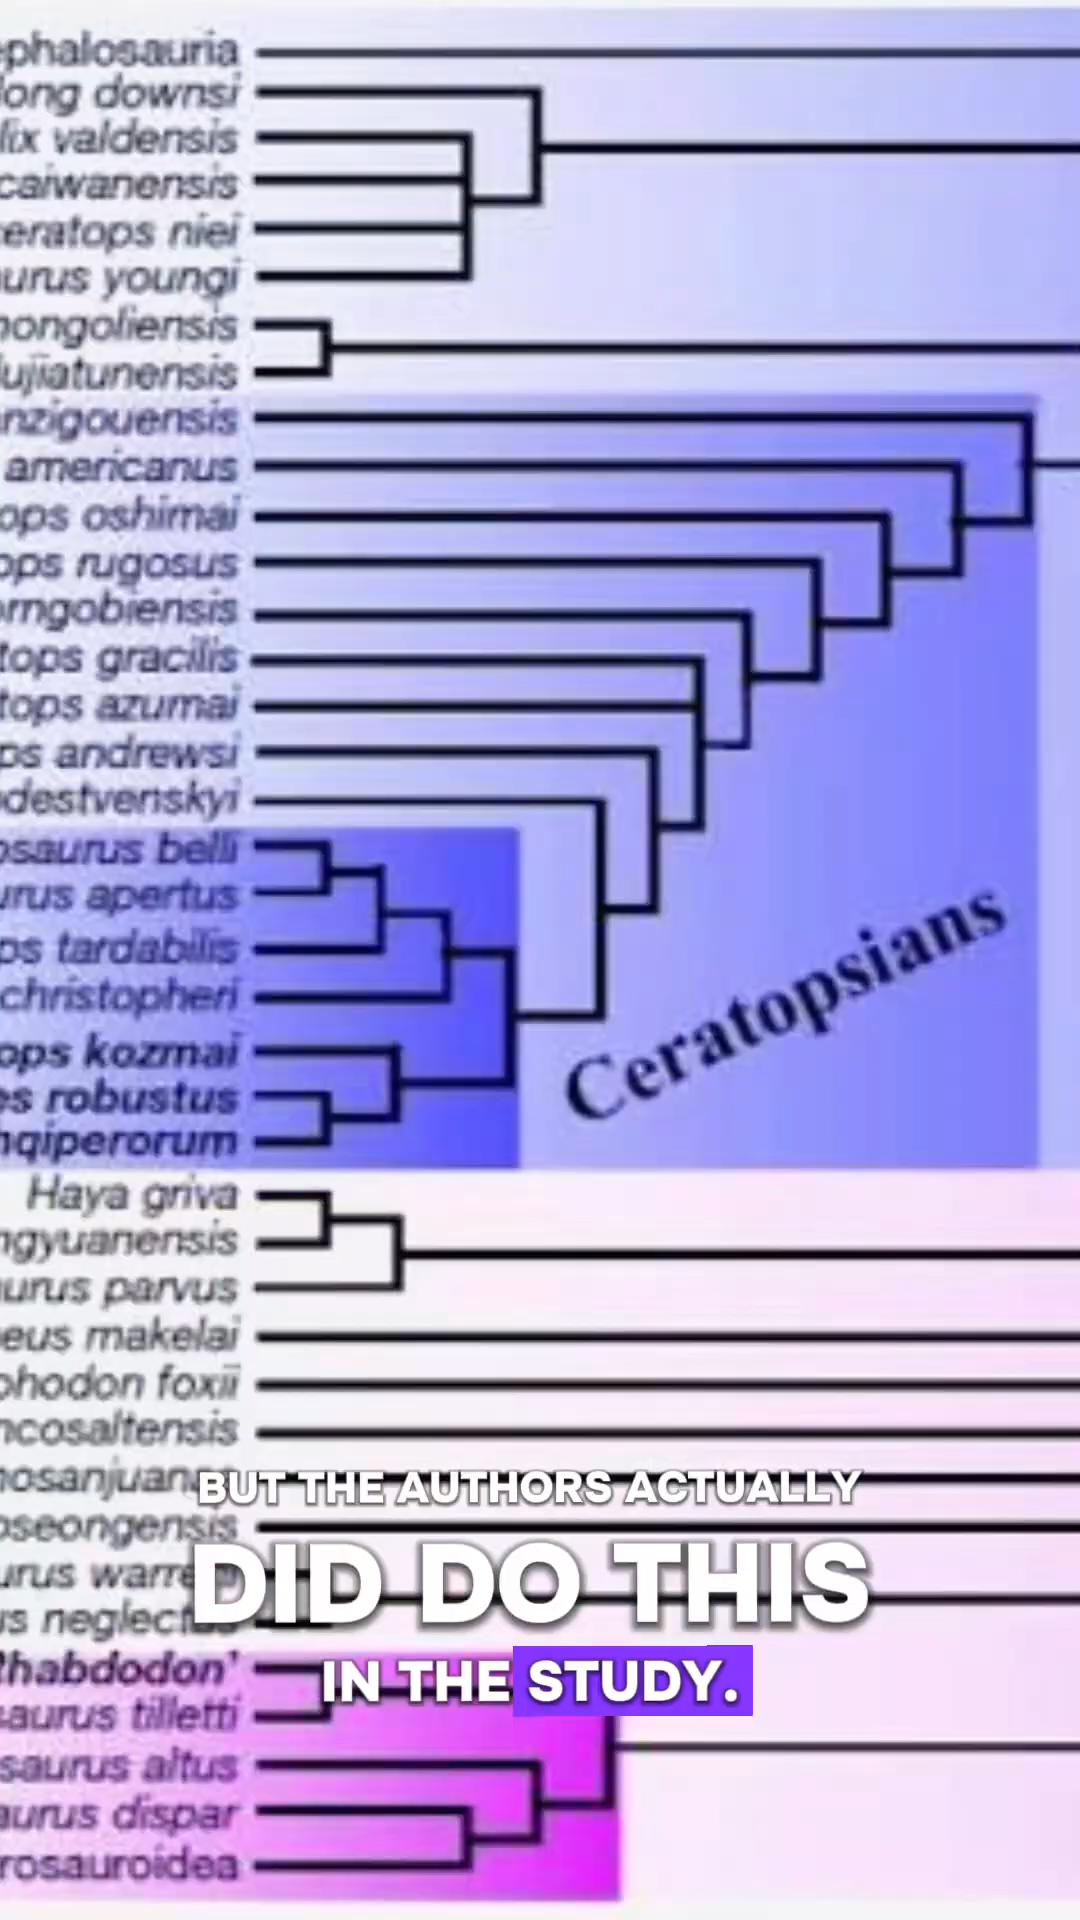 ephalosauria
long downsi
lix valdensis
caiwanensis
eratops niei
urus youngi
nongoliensis
lujiatunensis
nzigouensis
americanus
ops oshimai
ops rugosus
orngobiensis
tops gracilis
tops azumai
ps andrewsi
destvenskyi
osaurus belli
urus apertus
ps tardabilis
christopheri
ops kozmai
es robustus
hqiperorum
Ceratopsians
Haya griva
ngyuanensis
urus parvus
eus makelai
phodon foxii
ncosaltensis
BUT THE AUTHORS ACTUALLY
oseongensis
DID DO THIS
IN THE STUDY.
Rhabdodon'
saurus tilletti
saurus altus
aurus dispar
rosauroidea